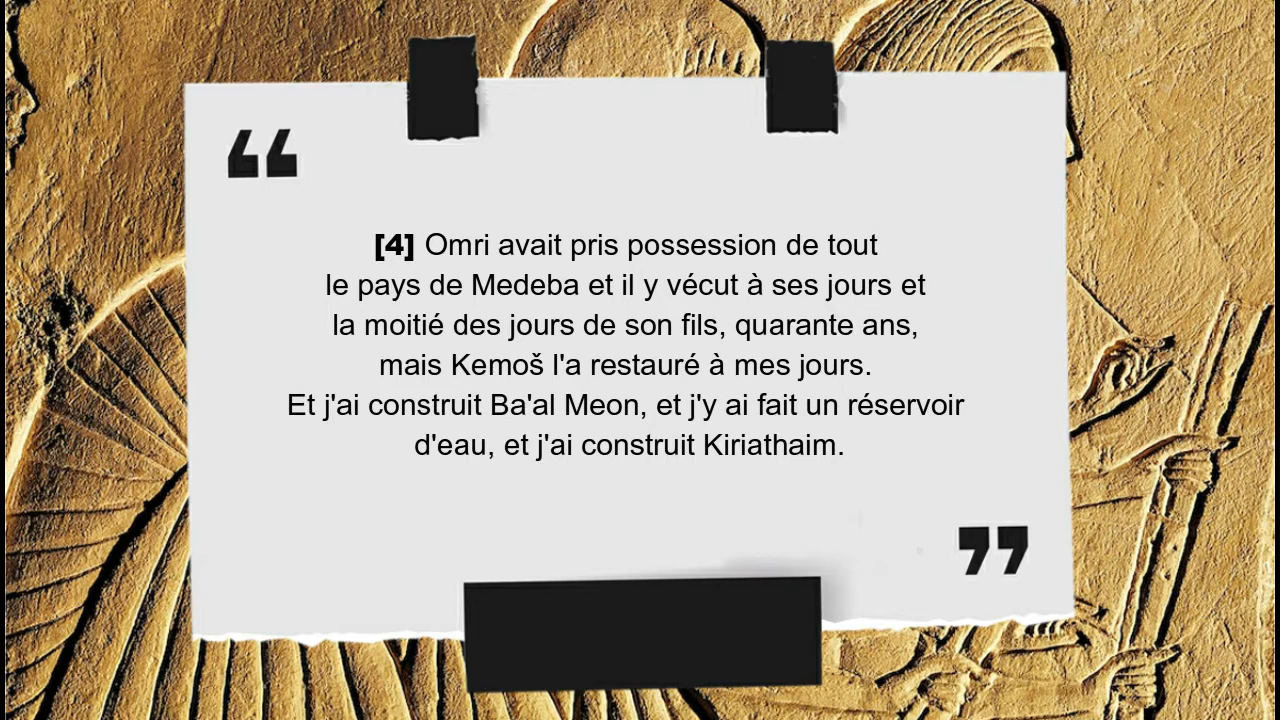 “
[4] Omri avait pris possession de tout
le pays de Medeba et il y vécut à ses jours et
la moitié des jours de son fils, quarante ans,
mais Kemoš l'a restauré à mes jours.
Et j'ai construit Ba'al Meon, et j'y ai fait un réservoir
d'eau, et j'ai construit Kiriathaim.
”